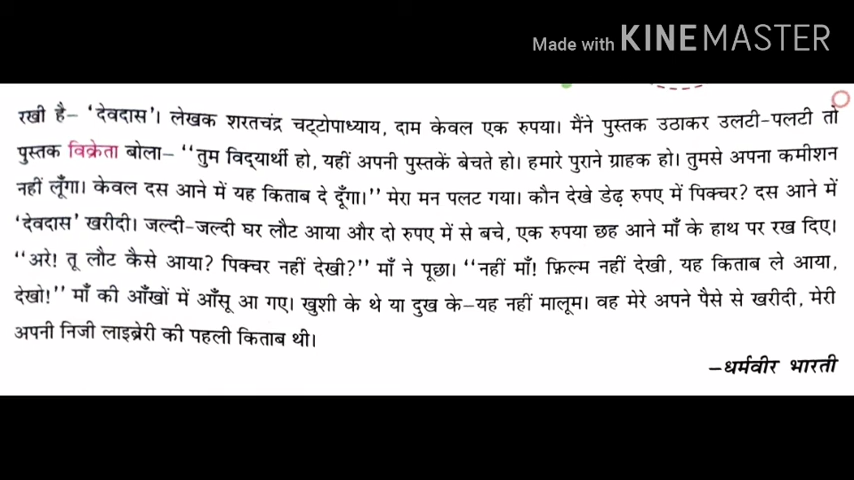 Made with KINEMASTER
रखी है– ‘देवदास’। लेखक शरतचंद्र चट्टोपाध्याय, दाम केवल एक रुपया। मैंने पुस्तक उठाकर उलटी-पलटी तो
पुस्तक विक्रेता बोला– “तुम विद्यार्थी हो, यहीं अपनी पुस्तकें बेचते हो। हमारे पुराने ग्राहक हो। तुमसे अपना कमीशन
नहीं लूँगा। केवल दस आने में यह किताब दे दूँगा।” मेरा मन पलट गया। कौन देखे डेढ़ रुपए में पिक्चर? दस आने में
‘देवदास’ खरीदी। जल्दी-जल्दी घर लौट आया और दो रुपए में से बचे, एक रुपया छह आने माँ के हाथ पर रख दिए।
“अरे! तू लौट कैसे आया? पिक्चर नहीं देखी?” माँ ने पूछा। “नहीं माँ! फ़िल्म नहीं देखी, यह किताब ले आया,
देखो!” माँ की आँखों में आँसू आ गए। खुशी के थे या दुख के–यह नहीं मालूम। वह मेरे अपने पैसे से खरीदी, मेरी
अपनी निजी लाइब्रेरी की पहली किताब थी।
–धर्मवीर भारती